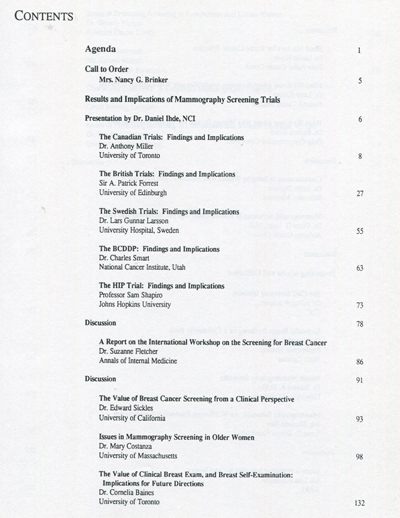 CONTENTS
Agenda 1
Call to Order
Mrs. Nancy G. Brinker 5
Results and Implications of Mammography Screening Trials
Presentation by Dr. Daniel Ihde, NCI 6
The Canadian Trials: Findings and Implications
Dr. Anthony Miller
University of Toronto 8
The British Trials: Findings and Implications
Sir A. Patrick Forrest
University of Edinburgh 27
The Swedish Trials: Findings and Implications
Dr. Lars Gunnar Larsson
University Hospital, Sweden 55
The BCDDP: Findings and Implications
Dr. Charles Smart
National Cancer Institute, Utah 63
The HIP Trial: Findings and Implications
Professor Sam Shapiro
Johns Hopkins University 73
Discussion 78
A Report on the International Workshop on the Screening for Breast Cancer
Dr. Suzanne Fletcher
Annals of Internal Medicine 86
Discussion 91
The Value of Breast Cancer Screening from a Clinical Perspective
Dr. Edward Sickles
University of California 93
Issues in Mammography Screening in Older Women
Dr. Mary Costanza
University of Massachusetts 98
The Value of Clinical Breast Exam, and Breast Self-Examination:
Implications for Future Directions
Dr. Cornelia Baines
University of Toronto 132